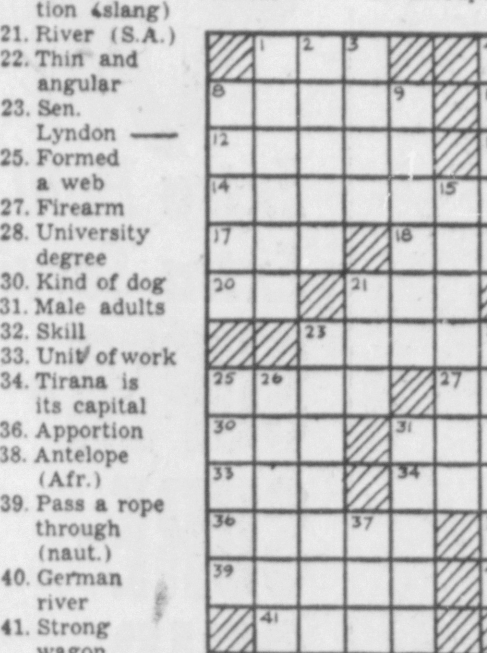 tion (slang)
21. River (S.A.)
22. Thin and
angular
23. Sen.
Lyndon —
25. Formed
a web
27. Firearm
28. University
degree
30. Kind of dog
31. Male adults
32. Skill
33. Unit of work
34. Tirana is
its capital
36. Apportion
38. Antelope
(Afr.)
39. Pass a rope
through
(naut.)
40. German
river
41. Strong
wagon
1 2 3
8 9
12
14 15
17 18
20 21
23
25 26 27
30 31
33 34
36 37
39
41